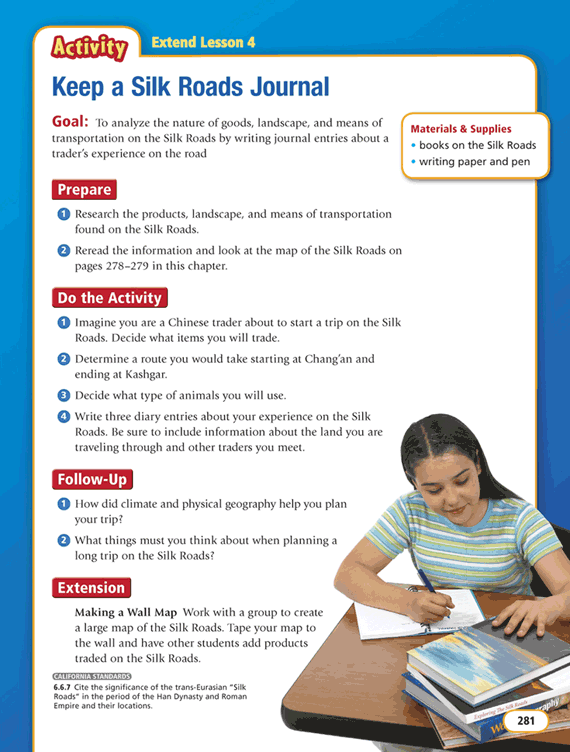 Activity
Extend Lesson 4
Keep a Silk Roads Journal
Goal: To analyze the nature of goods, landscape, and means of
transportation on the Silk Roads by writing journal entries about a
trader's experience on the road
Materials & Supplies
• books on the Silk Roads
• writing paper and pen
Prepare
1 Research the products, landscape, and means of transportation
found on the Silk Roads.
2 Reread the information and look at the map of the Silk Roads on
pages 278–279 in this chapter.
Do the Activity
1 Imagine you are a Chinese trader about to start a trip on the Silk
Roads. Decide what items you will trade.
2 Determine a route you would take starting at Chang'an and
ending at Kashgar.
3 Decide what type of animals you will use.
4 Write three diary entries about your experience on the Silk
Roads. Be sure to include information about the land you are
traveling through and other traders you meet.
Follow-Up
1 How did climate and physical geography help you plan
your trip?
2 What things must you think about when planning a
long trip on the Silk Roads?
Extension
Making a Wall Map Work with a group to create
a large map of the Silk Roads. Tape your map to
the wall and have other students add products
traded on the Silk Roads.
CALIFORNIA STANDARDS
6.6.7 Cite the significance of the trans-Eurasian "Silk
Roads" in the period of the Han Dynasty and Roman
Empire and their locations.
Exploring The Silk Roads
281